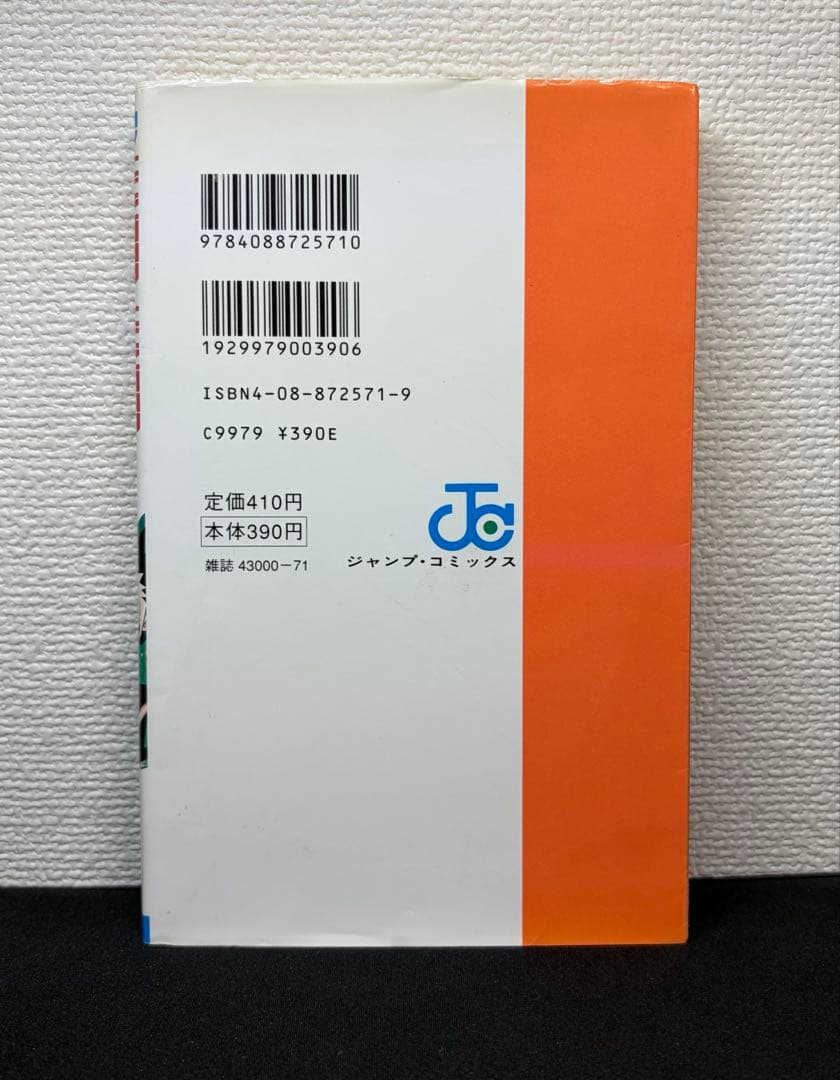 9784088725710
1929979003906
ISBN4-08-872571-9
C9979 ¥390E
定価410円
本体390円
雑誌 43000-71
ジャンプ・コミックス